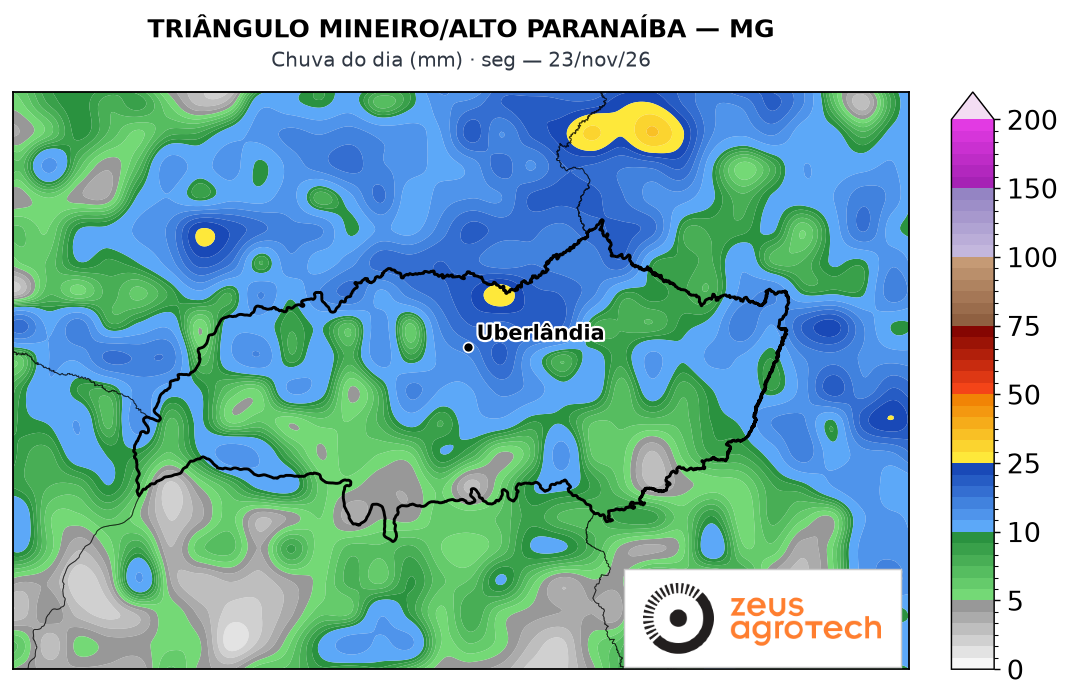 TRIÂNGULO MINEIRO/ALTO PARANAÍBA — MG
Chuva do dia (mm) · seg — 23/nov/26
Uberlândia
200
150
100
75
50
25
10
5
0
zeus
agrotech